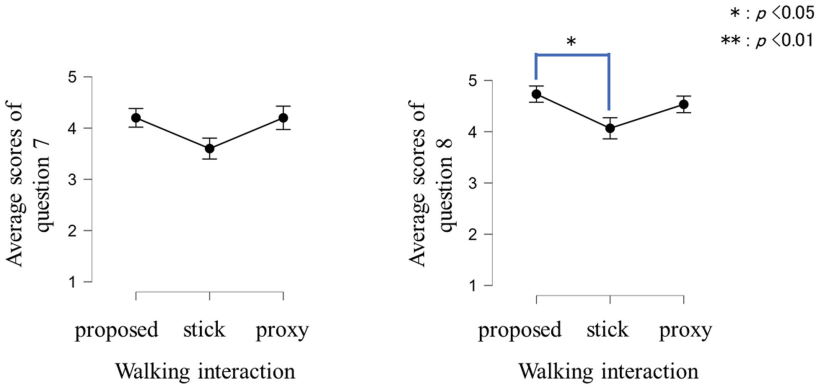 * : p <0.05
** : p <0.01
Average scores of
question 7
5
4
3
2
1
proposed stick proxy
Walking interaction
*
Average scores of
question 8
5
4
3
2
1
proposed stick proxy
Walking interaction